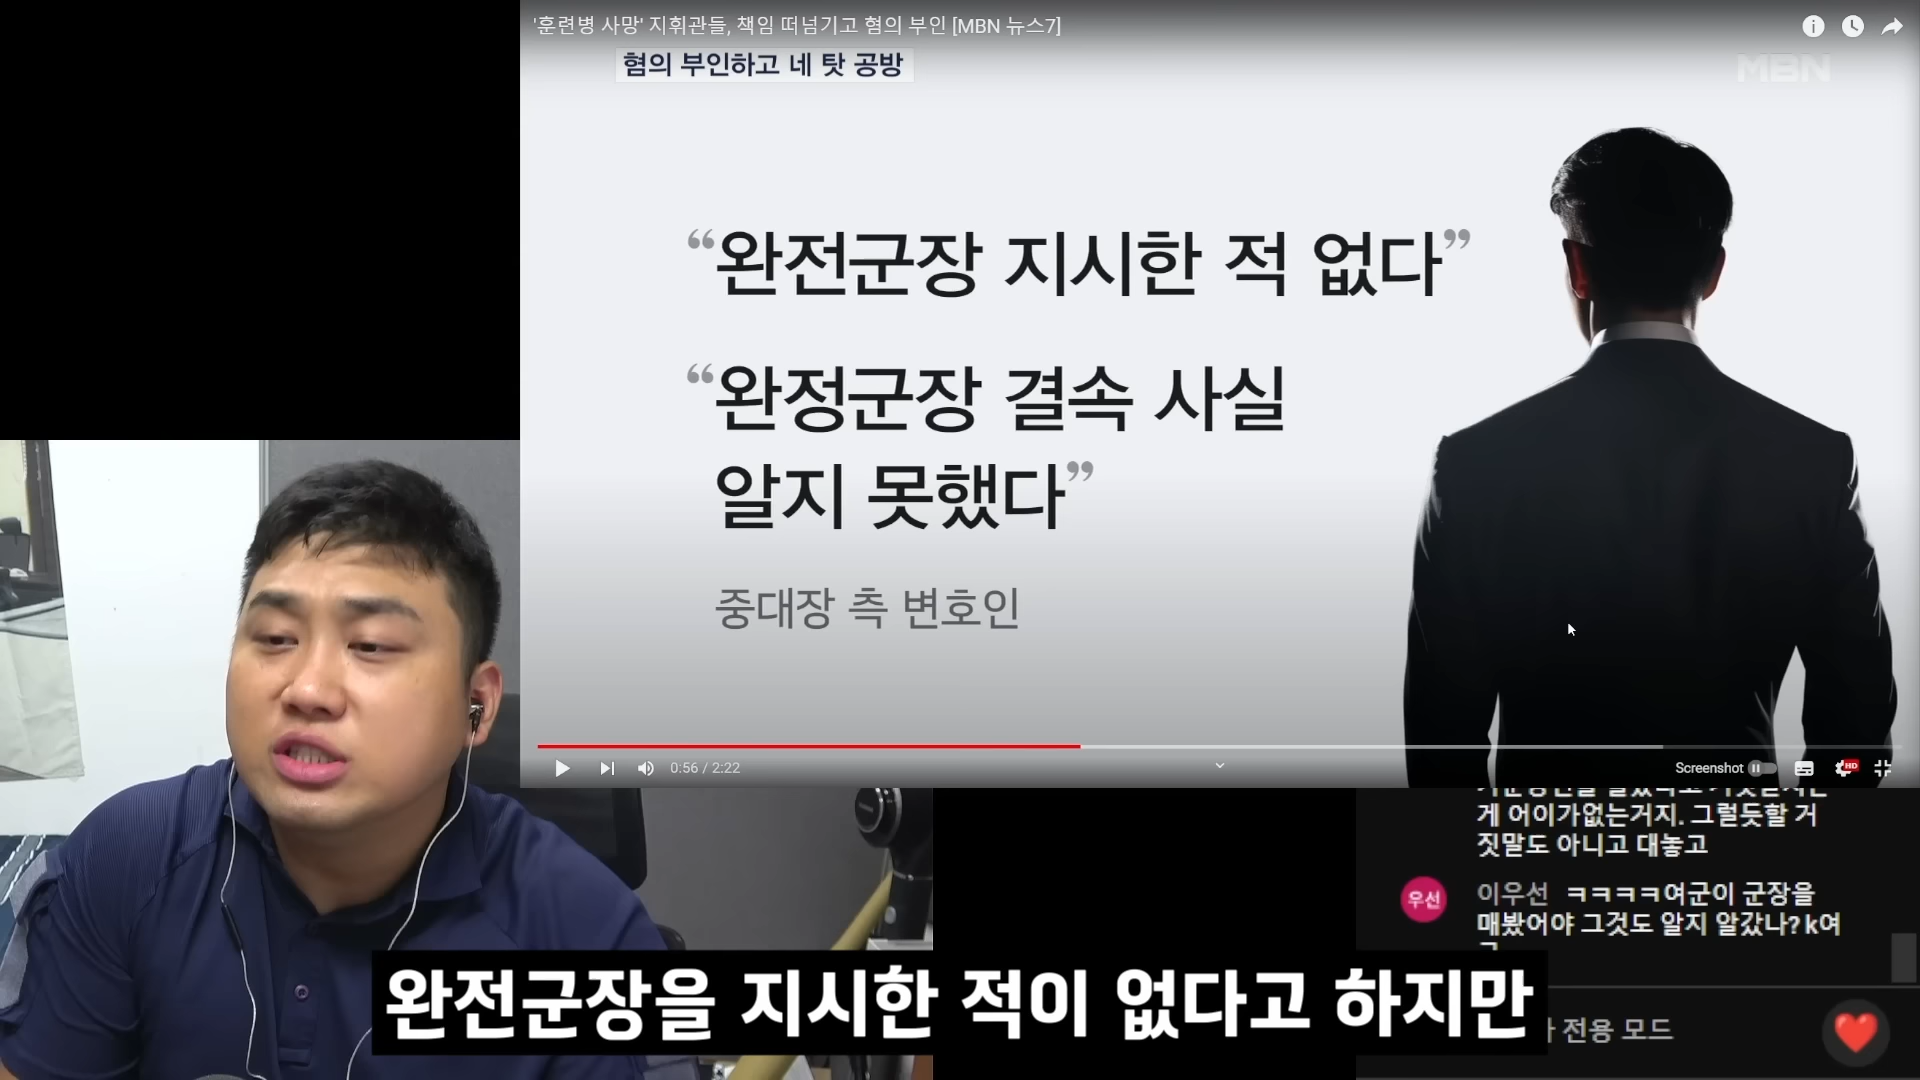 '훈련병 사망' 지휘관들, 책임 떠넘기고 혐의 부인 [MBN 뉴스7]
혐의 부인하고 네 탓 공방
MBN
“완전군장 지시한 적 없다”
“완정군장 결속 사실
알지 못했다”
중대장 측 변호인
0:56 / 2:22
Screenshot
HD
게 어이가없는거지. 그럴듯할 거
짓말도 아니고 대놓고
우선
이우선 ㅋㅋㅋㅋ여군이 군장을
매봤어야 그것도 알지 알갔나? k여
전용 모드
완전군장을 지시한 적이 없다고 하지만